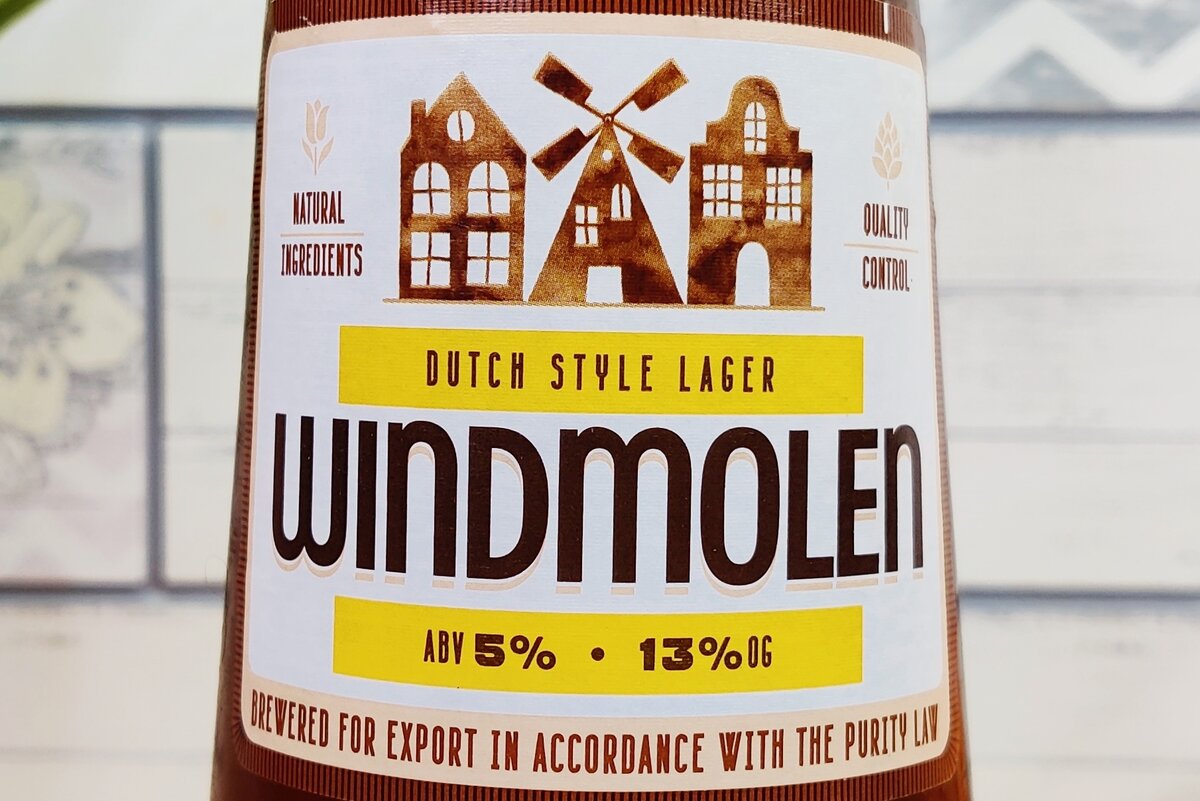 NATURAL
INGREDIENTS
QUALITY
CONTROL
DUTCH STYLE LAGER
WINDMOLEN
ABV 5% • 13% OG
BREWERED FOR EXPORT IN ACCORDANCE WITH THE PURITY LAW